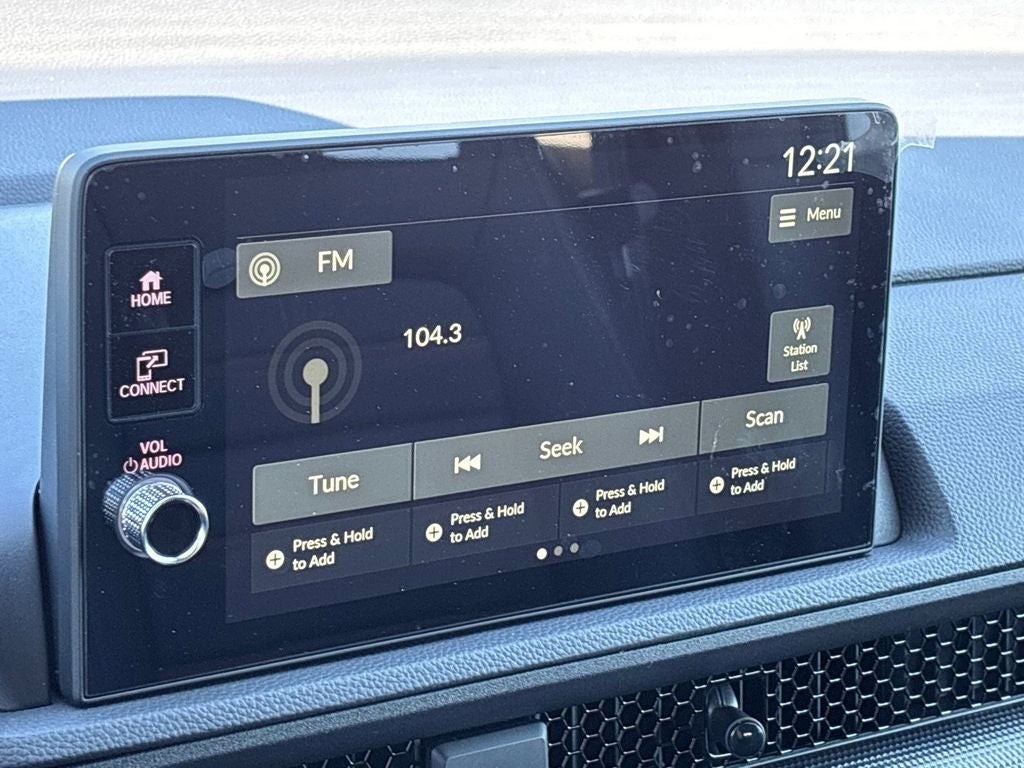 12:21
Menu
FM
HOME
104.3
Station
List
CONNECT
VOL
AUDIO
Tune
Seek
Scan
Press & Hold
to Add
Press & Hold
to Add
Press & Hold
to Add
Press & Hold
to Add